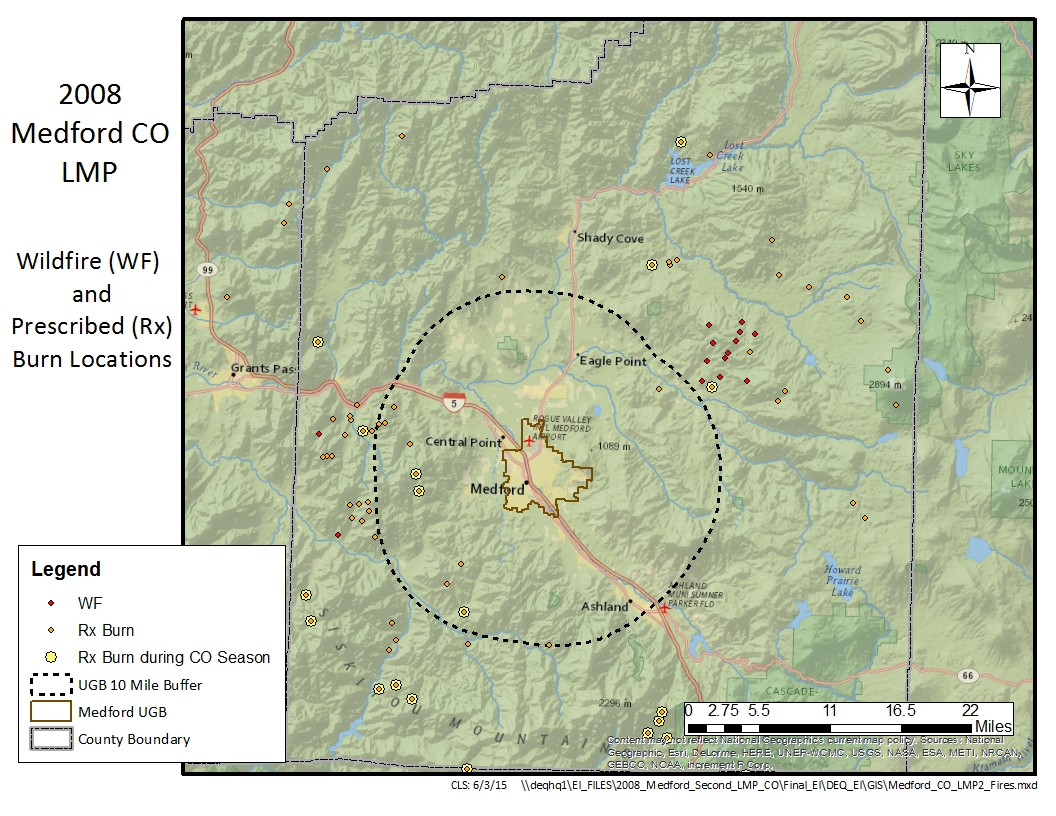 2008
Medford CO
LMP
Wildfire (WF)
and
Prescribed (Rx)
Burn Locations
N
Lost
Creek
Lake
LOST
CREEK
LAKE
SKY
LAKES
1540 m
Shady Cove
99
Grants Pas
River
Eagle Point
5
2894 m
ROGUE VALLEY
INTL MEDFORD
AIRPORT
Central Point
1089 m
Medford
Howard
Prairie
Lake
ASHLAND
MUNI SUMNER
PARKER FLD
Ashland
66
CASCADE-
2296 m
SISKIYOU MOUNTAIN
Legend
WF
Rx Burn
Rx Burn during CO Season
UGB 10 Mile Buffer
Medford UGB
County Boundary
0 2.75 5.5 11 16.5 22
Miles
Content may not reflect National Geographic's current map policy. Sources: National
Geographic, Esri, DeLorme, HERE, UNEP-WCMC, USGS, NASA, ESA, METI, NRCAN,
GEBCO, NOAA, increment P Corp.
CLS: 6/3/15 \\deqhq1\EI_FILES\2008_Medford_Second_LMP_CO\Final_EI\DEQ_EI\GIS\Medford_CO_LMP2_Fires.mxd